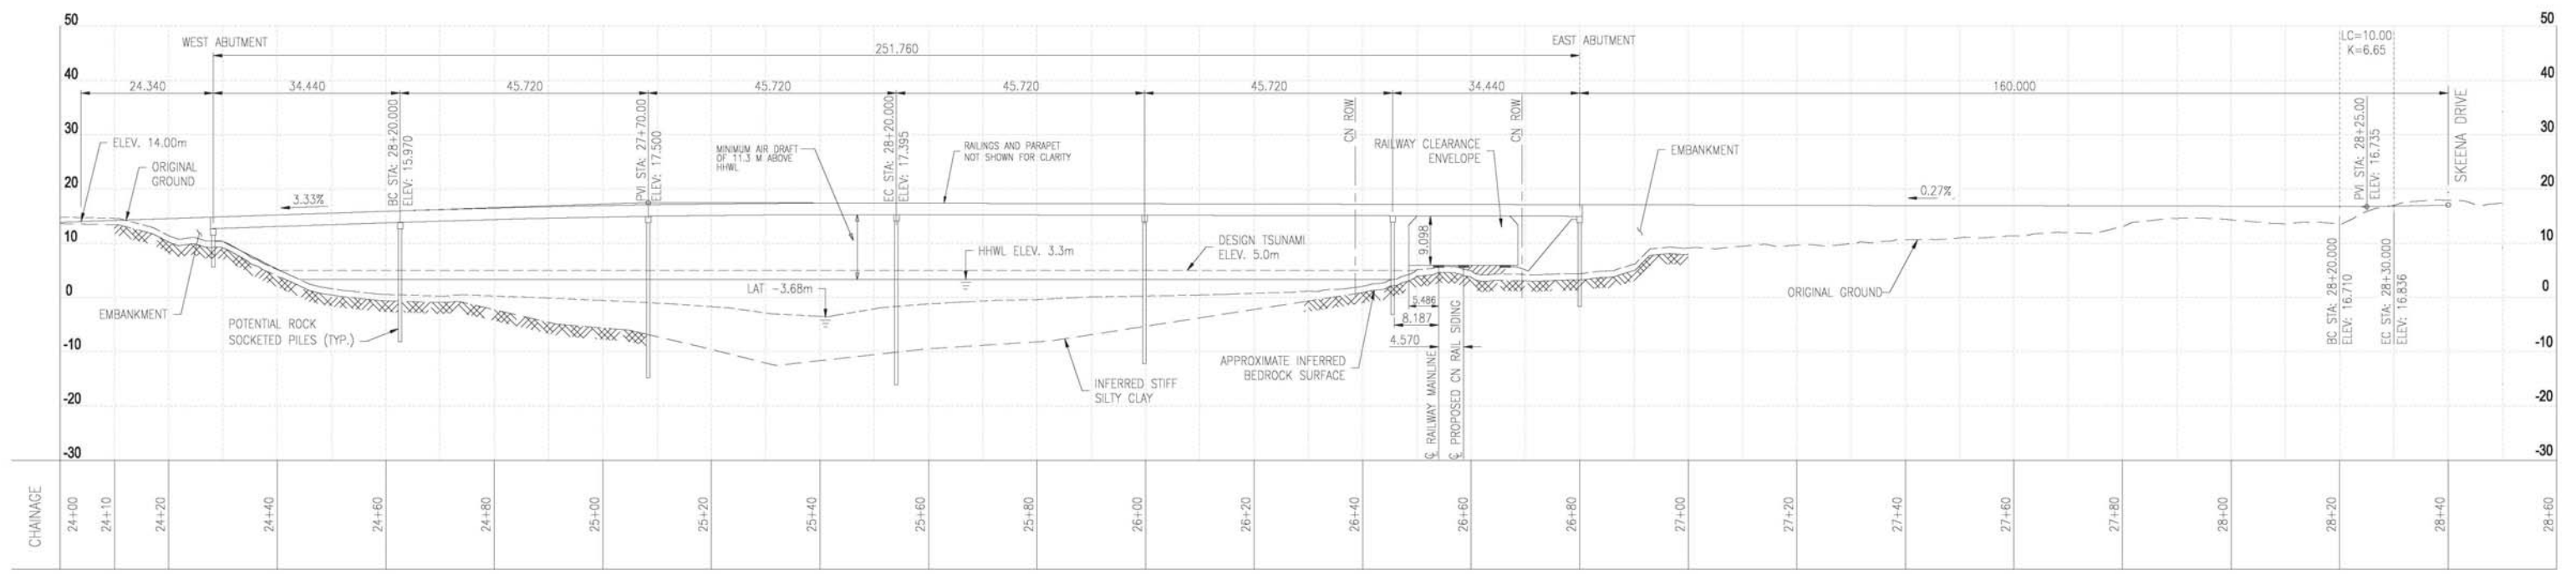 50
50
WEST ABUTMENT
251.760
EAST ABUTMENT
LC=10.00
K=6.65
40
40
24.340
34.440
45.720
45.720
45.720
45.720
34.440
160.000
30
30
ELEV. 14.00m
ORIGINAL
GROUND
BC STA: 28+20.000
ELEV: 15.970
PVI STA: 27+70.00
ELEV: 17.500
MINIMUM AIR DRAFT
OF 11.3 M ABOVE
HHWL
EC STA: 28+20.000
ELEV: 17.395
RAILINGS AND PARAPET
NOT SHOWN FOR CLARITY
CN ROW
RAILWAY CLEARANCE
ENVELOPE
CN ROW
EMBANKMENT
PVI STA: 28+25.00
ELEV: 16.735
SKEENA DRIVE
20
20
3.33%
0.27%
10
10
HHWL ELEV. 3.3m
DESIGN TSUNAMI
ELEV. 5.0m
9.098
LAT -3.68m
0
0
EMBANKMENT
POTENTIAL ROCK
SOCKETED PILES (TYP.)
5.486
8.187
4.570
ORIGINAL GROUND
BC STA: 28+20.000
ELEV: 16.710
EC STA: 28+30.000
ELEV: 16.836
-10
-10
INFERRED STIFF
SILTY CLAY
APPROXIMATE INFERRED
BEDROCK SURFACE
℄ RAILWAY MAINLINE
℄ PROPOSED CN RAIL SIDING
-20
-20
-30
-30
CHAINAGE
24+00
24+10
24+20
24+40
24+60
24+80
25+00
25+20
25+40
25+60
25+80
26+00
26+20
26+40
26+60
26+80
27+00
27+20
27+40
27+60
27+80
28+00
28+20
28+40
28+60